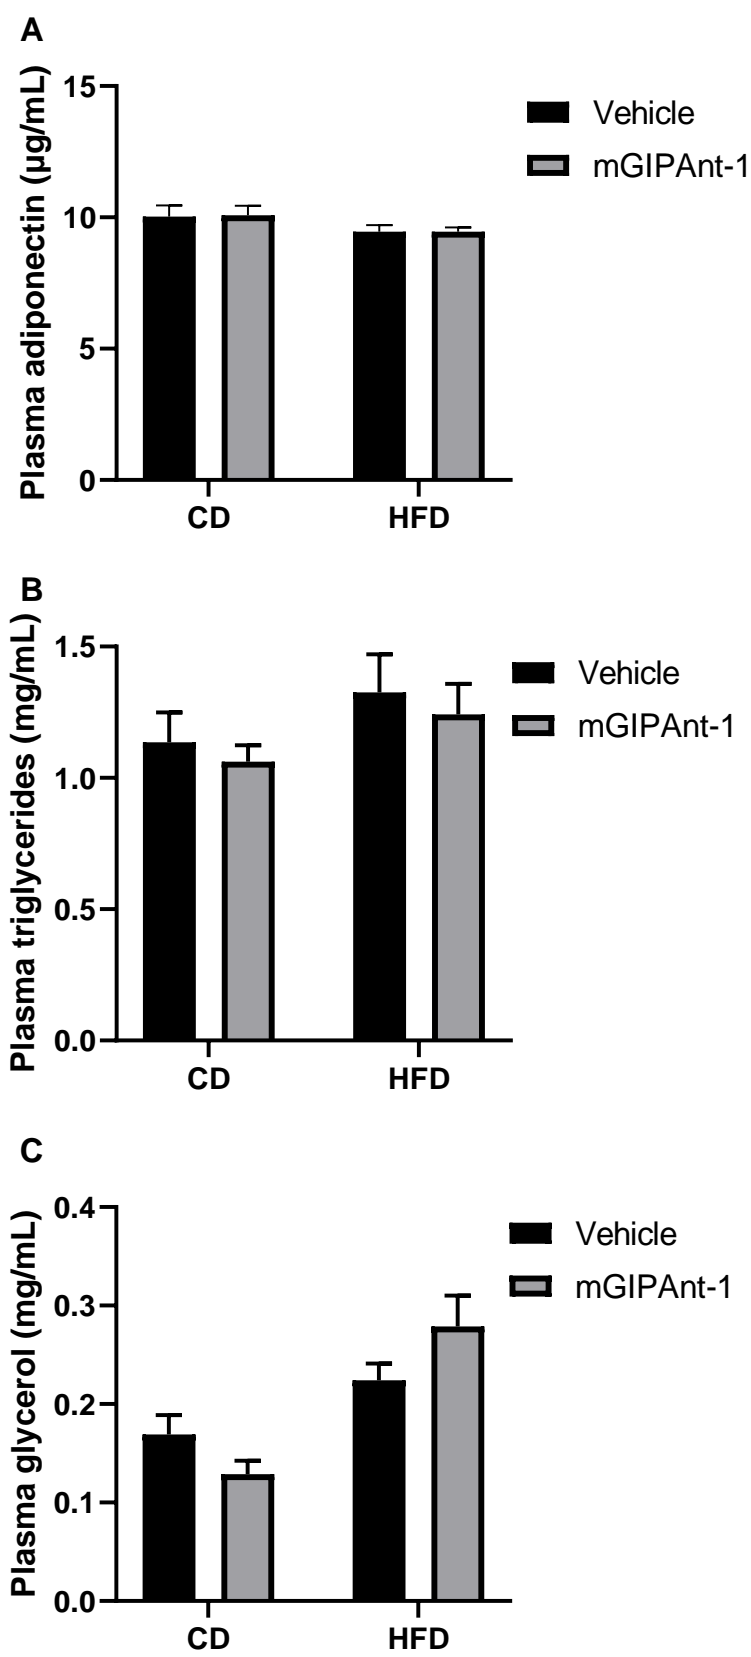 A
Plasma adiponectin (µg/mL)
15
10
5
0
CD
HFD
Vehicle
mGIPAnt-1
B
Plasma triglycerides (mg/mL)
1.5
1.0
0.5
0.0
CD
HFD
Vehicle
mGIPAnt-1
C
Plasma glycerol (mg/mL)
0.4
0.3
0.2
0.1
0.0
CD
HFD
Vehicle
mGIPAnt-1